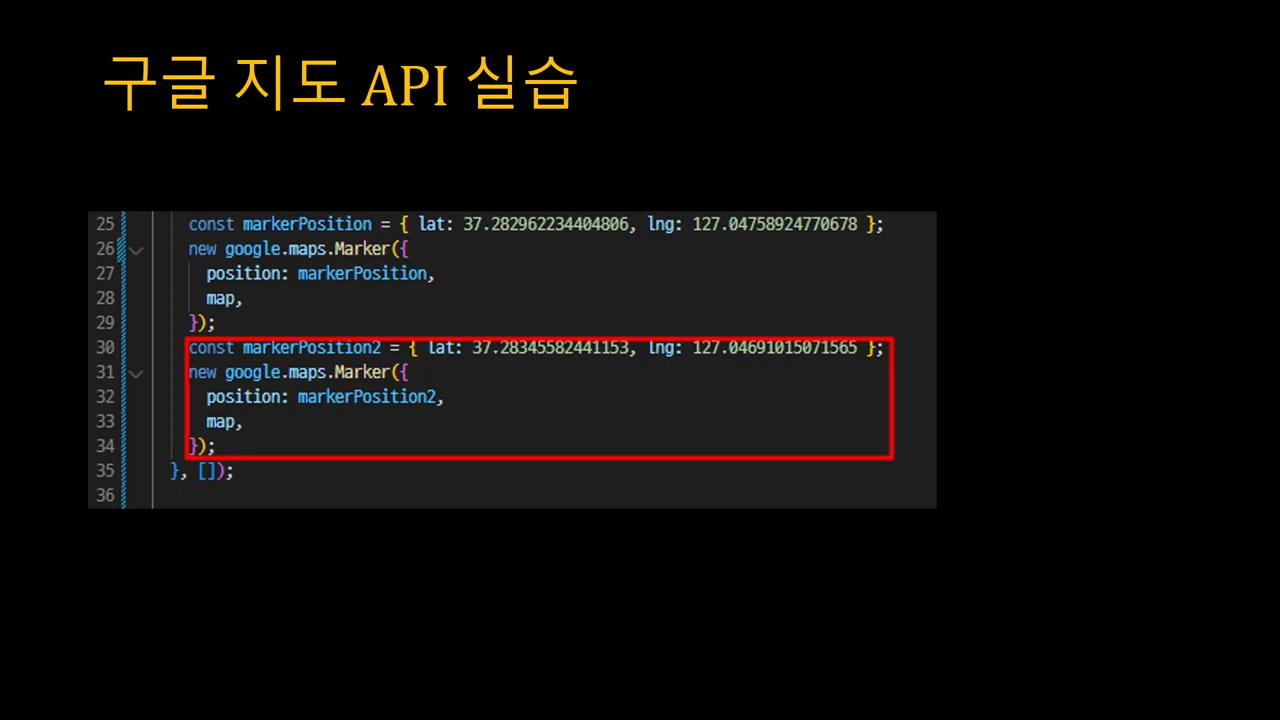 구글 지도 API 실습
25 const markerPosition = { lat: 37.282962234404806, lng: 127.04758924770678 };
26 new google.maps.Marker({
27 position: markerPosition,
28 map,
29 });
30 const markerPosition2 = { lat: 37.28345582441153, lng: 127.04691015071565 };
31 new google.maps.Marker({
32 position: markerPosition2,
33 map,
34 });
35 }, []);
36